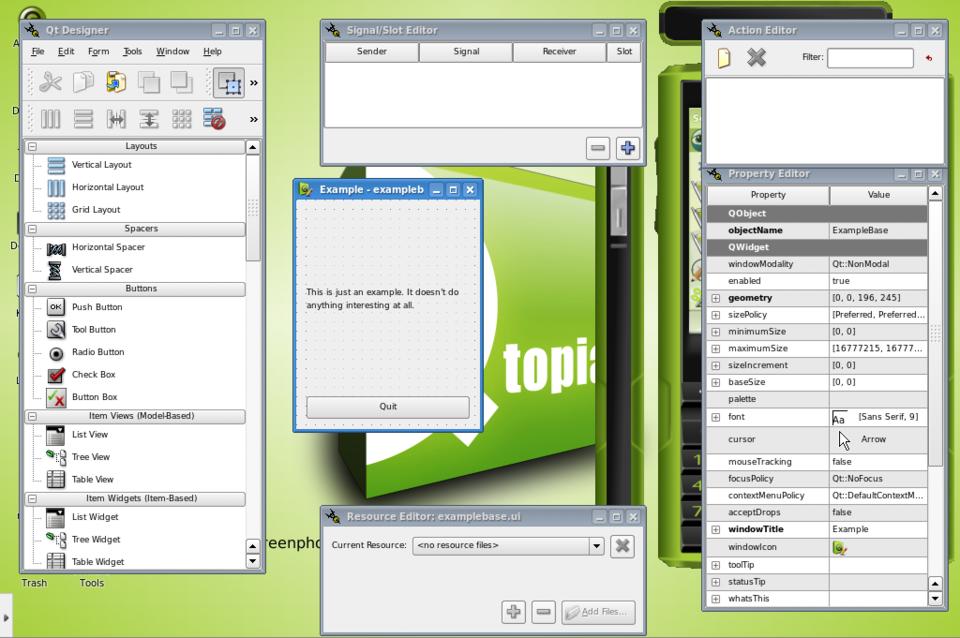 Qt Designer
File Edit Form Tools Window Help
»
»
Layouts
Vertical Layout
Horizontal Layout
Grid Layout
Spacers
Horizontal Spacer
Vertical Spacer
Buttons
OK Push Button
Tool Button
Radio Button
Check Box
Button Box
Item Views (Model-Based)
List View
Tree View
Table View
Item Widgets (Item-Based)
List Widget
Tree Widget
Table Widget
Trash Tools
Signal/Slot Editor
Sender Signal Receiver Slot
Example - exampleb
This is just an example. It doesn't do
anything interesting at all.
Quit
topia
reenpho
Resource Editor: examplebase.ui
Current Resource: <no resource files>
Add Files...
Action Editor
Filter:
Property Editor
Property Value
QObject
objectName ExampleBase
QWidget
windowModality Qt::NonModal
enabled true
geometry [0, 0, 196, 245]
sizePolicy [Preferred, Preferred...
minimumSize [0, 0]
maximumSize [16777215, 16777...
sizeIncrement [0, 0]
baseSize [0, 0]
palette
font Aa [Sans Serif, 9]
cursor Arrow
mouseTracking false
focusPolicy Qt::NoFocus
contextMenuPolicy Qt::DefaultContextM...
acceptDrops false
windowTitle Example
windowIcon
toolTip
statusTip
whatsThis
1
4
7